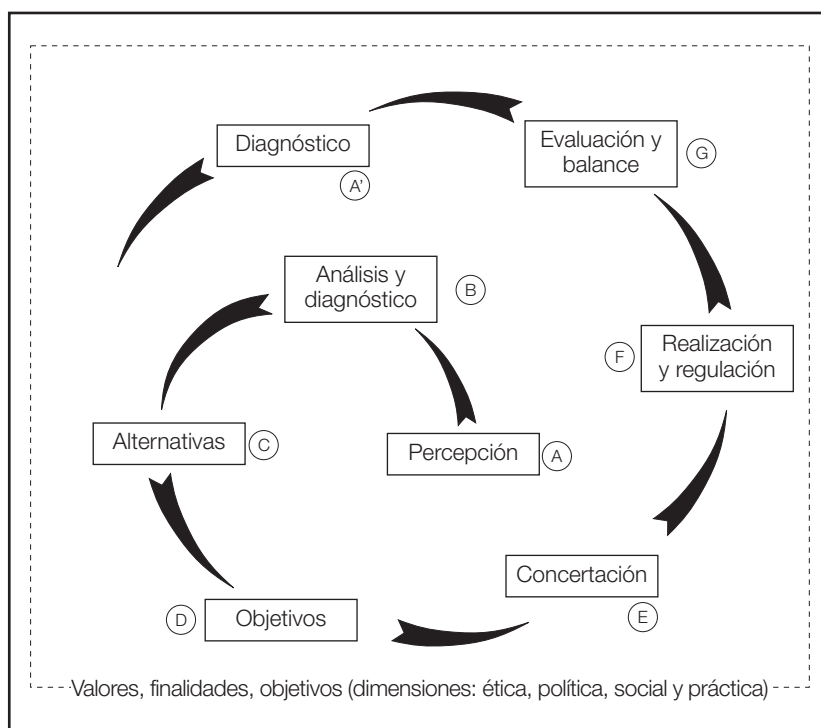 Diagnóstico
A’
Evaluación y
balance
G
Análisis y
diagnóstico
B
Realización
y regulación
F
Alternativas
C
Percepción
A
Concertación
E
Objetivos
D
Valores, finalidades, objetivos (dimensiones: ética, política, social y práctica)